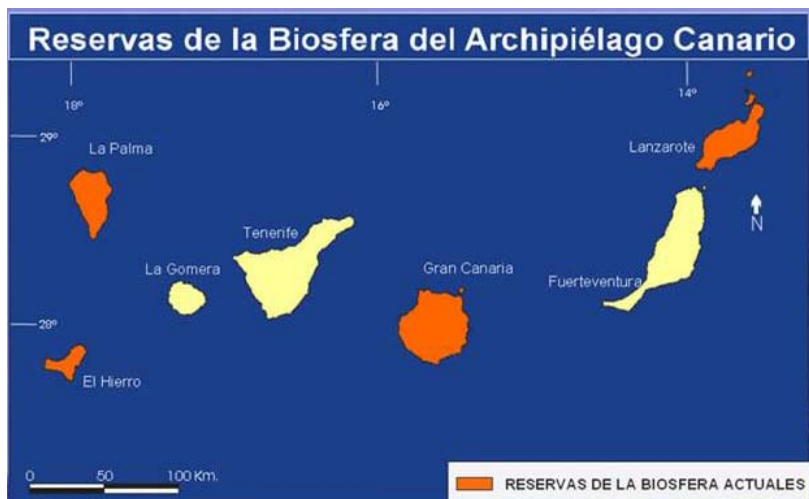 Reservas de la Biosfera del Archipiélago Canario
18º
16º
14º
29º
La Palma
Lanzarote
Tenerife
N
La Gomera
Gran Canaria
Fuerteventura
28º
El Hierro
0 50 100 Km.
RESERVAS DE LA BIOSFERA ACTUALES